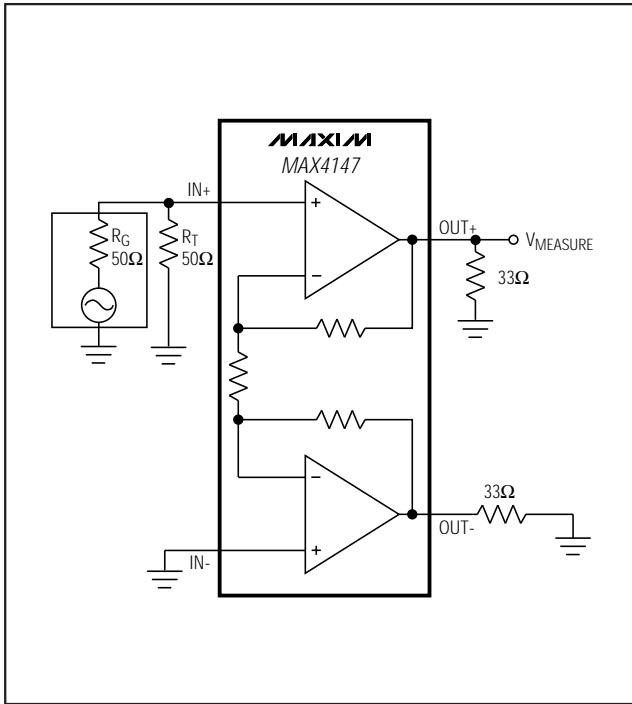 MAXIM
MAX4147
IN+
RG
50Ω
RT
50Ω
+
−
OUT+
VMEASURE
33Ω
−
+
IN-
OUT-
33Ω